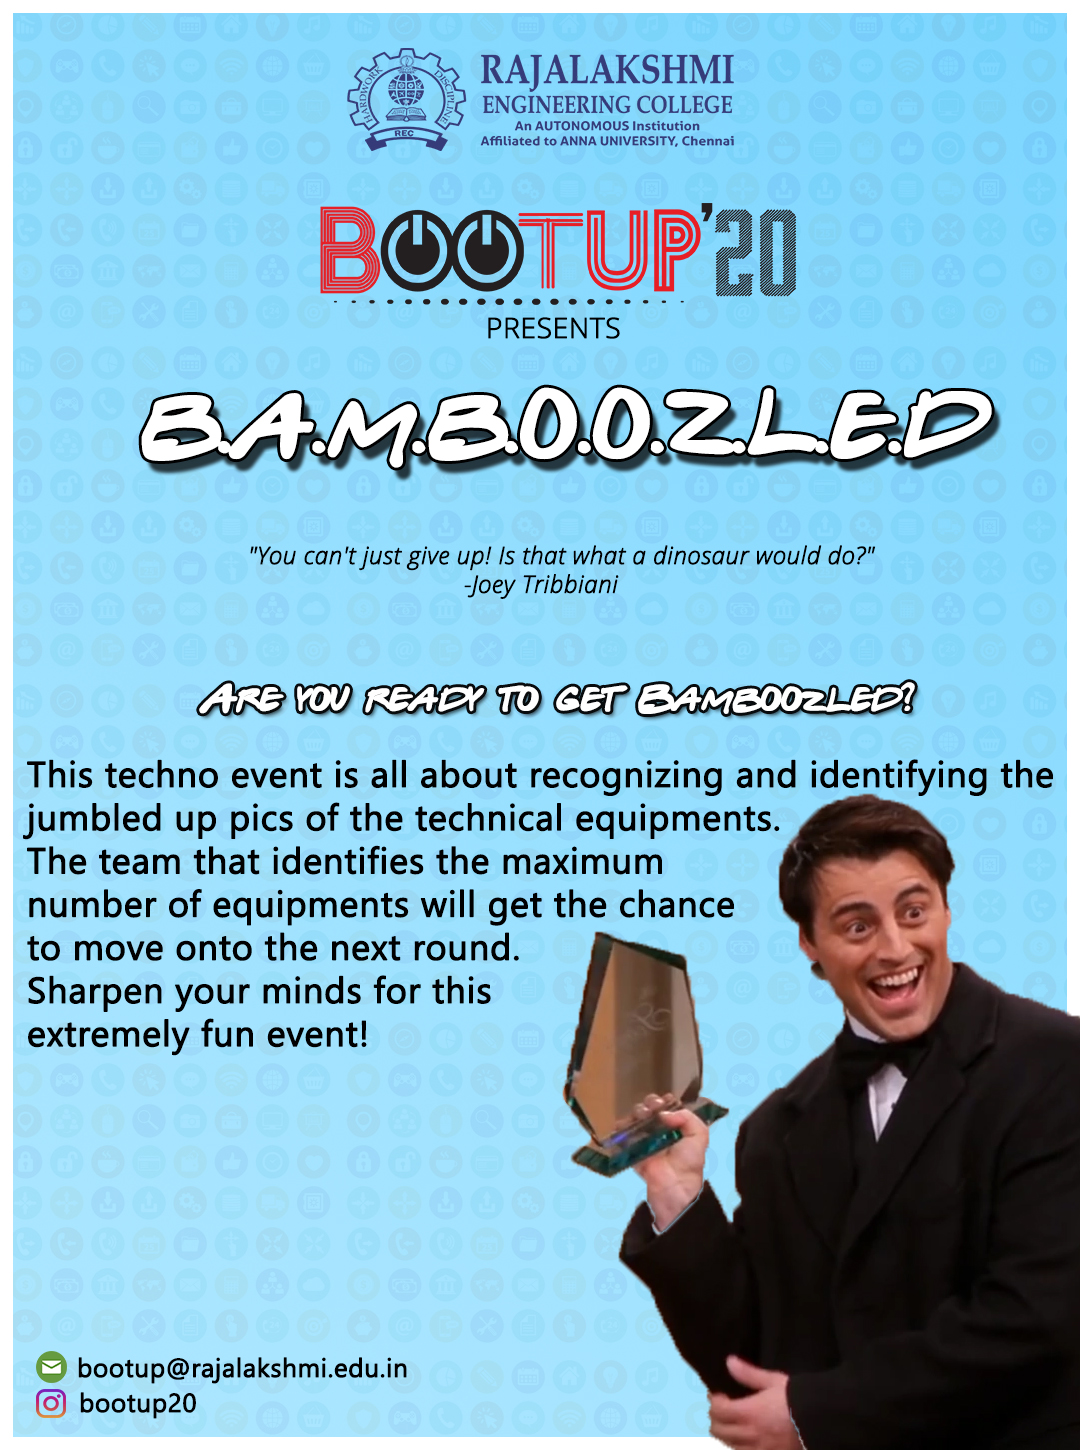 HARDWORK DISCIPLINE
REC
RAJALAKSHMI
ENGINEERING COLLEGE
An AUTONOMOUS Institution
Affiliated to ANNA UNIVERSITY, Chennai
BOOTUP'20
PRESENTS
B.A.M.B.O.O.Z.L.E.D
"You can't just give up! Is that what a dinosaur would do?"
-Joey Tribbiani
ARE YOU READY TO GET BAMBOOZLED?
This techno event is all about recognizing and identifying the
jumbled up pics of the technical equipments.
The team that identifies the maximum
number of equipments will get the chance
to move onto the next round.
Sharpen your minds for this
extremely fun event!
bootup@rajalakshmi.edu.in
bootup20